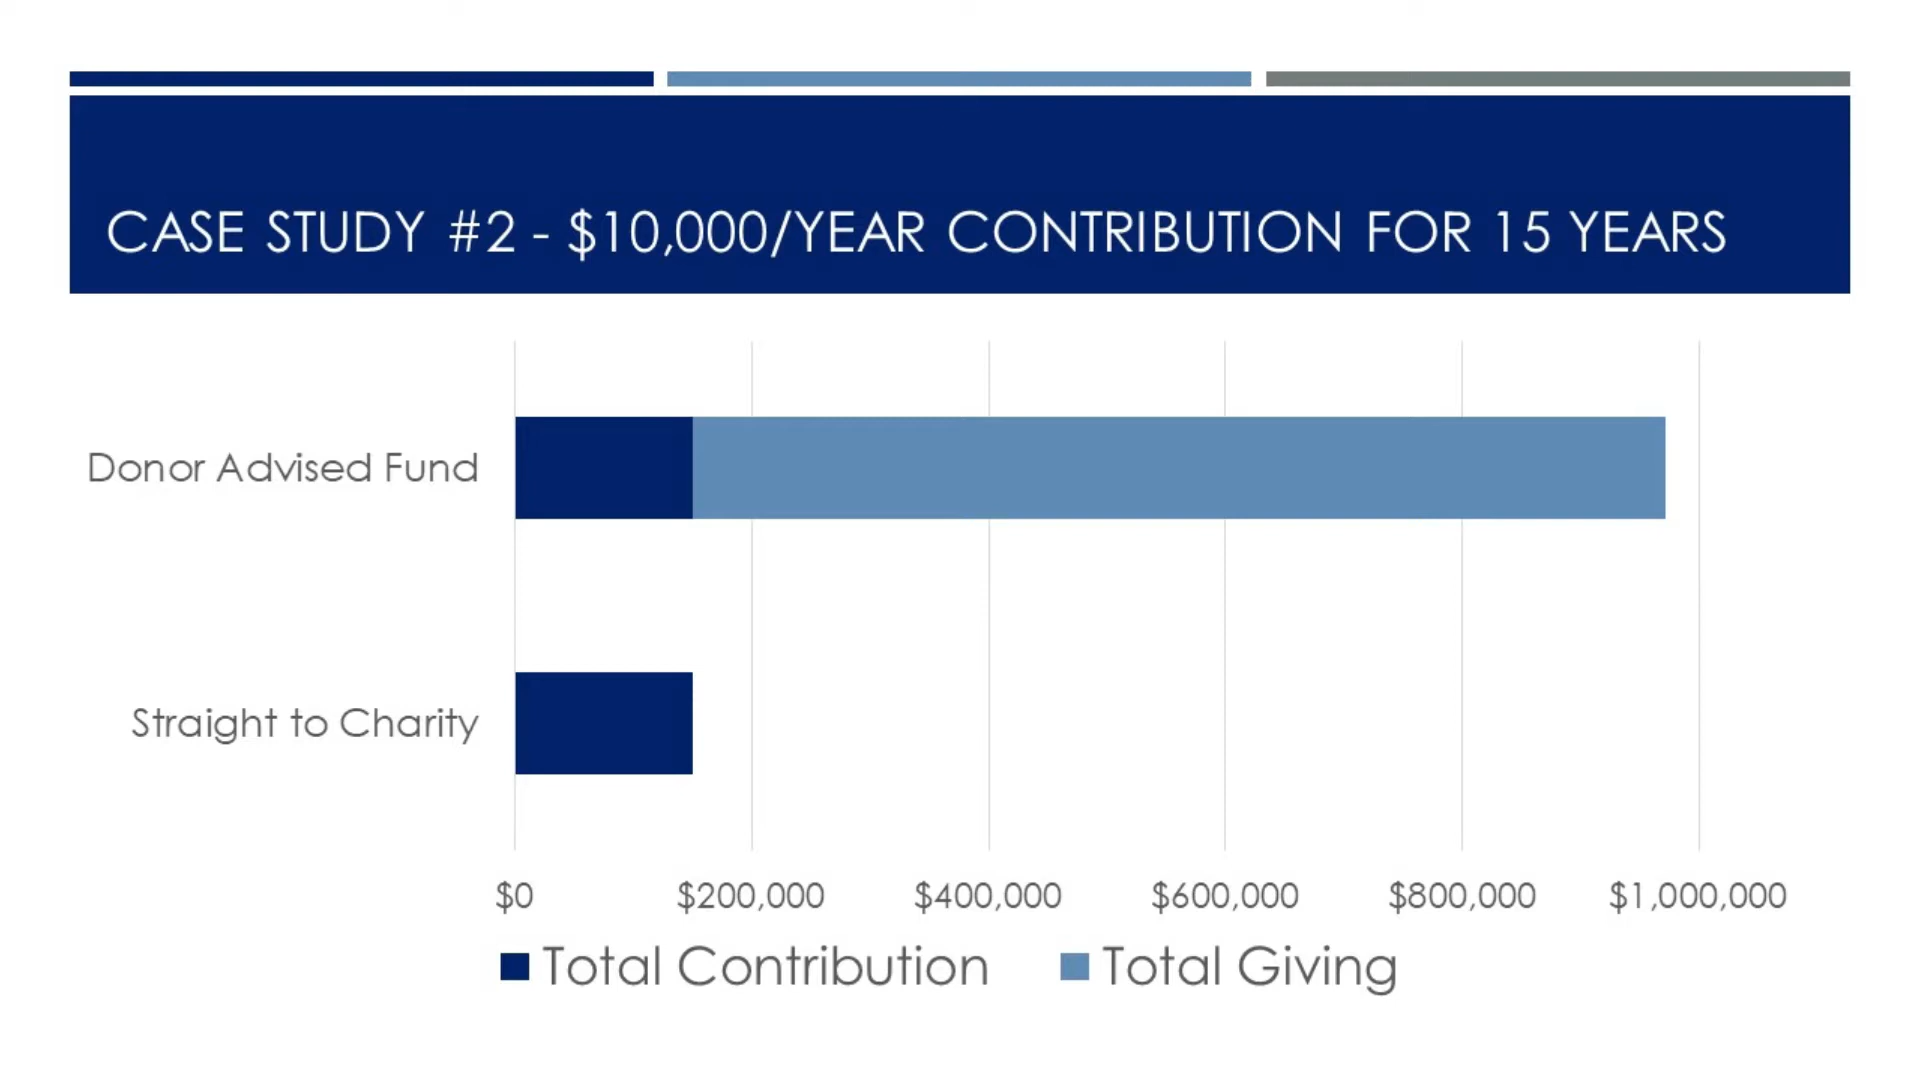 CASE STUDY #2 - $10,000/YEAR CONTRIBUTION FOR 15 YEARS
Donor Advised Fund
Straight to Charity
$0 $200,000 $400,000 $600,000 $800,000 $1,000,000
Total Contribution Total Giving